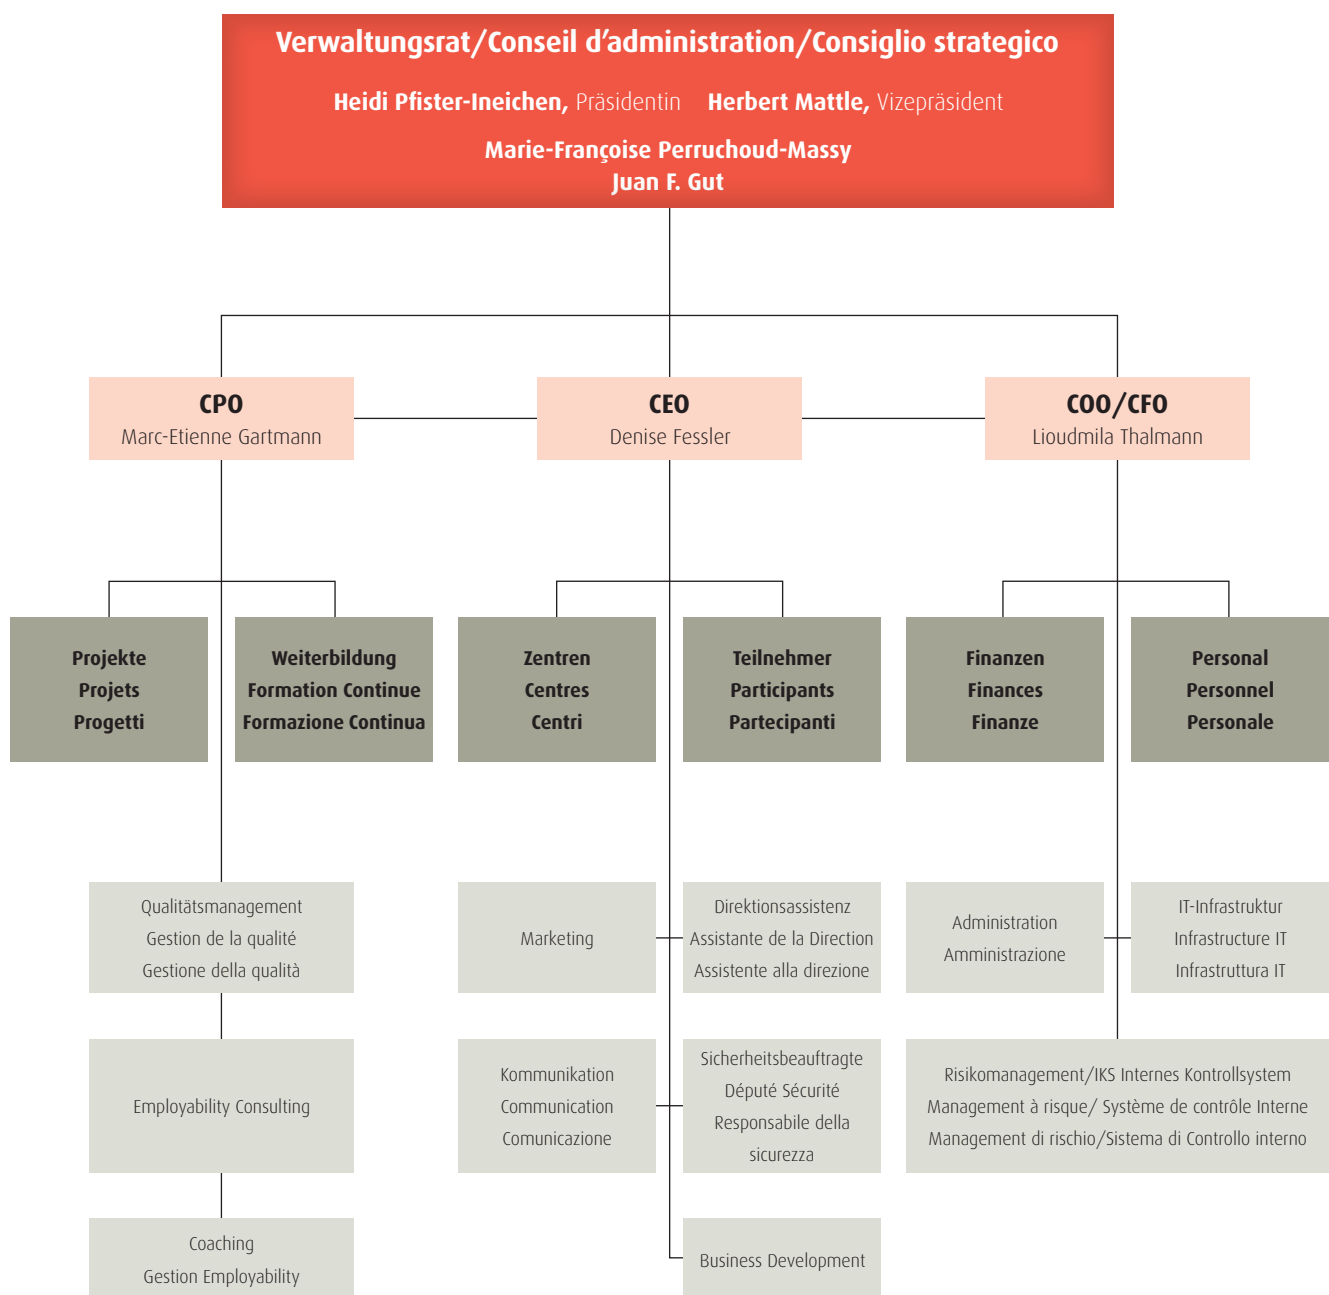 Verwaltungsrat/Conseil d’administration/Consiglio strategico
Heidi Pfister-Ineichen, Präsidentin Herbert Mattle, Vizepräsident
Marie-Françoise Perruchoud-Massy
Juan F. Gut
CPO
Marc-Etienne Gartmann
CEO
Denise Fessler
COO/CFO
Lioudmila Thalmann
Projekte
Projets
Progetti
Weiterbildung
Formation Continue
Formazione Continua
Zentren
Centres
Centri
Teilnehmer
Participants
Partecipanti
Finanzen
Finances
Finanze
Personal
Personnel
Personale
Qualitätsmanagement
Gestion de la qualité
Gestione della qualità
Marketing
Direktionsassistenz
Assistante de la Direction
Assistente alla direzione
Administration
Amministrazione
IT-Infrastruktur
Infrastructure IT
Infrastruttura IT
Employability Consulting
Kommunikation
Communication
Comunicazione
Sicherheitsbeauftragte
Député Sécurité
Responsabile della
sicurezza
Risikomanagement/IKS Internes Kontrollsystem
Management à risque/ Système de contrôle Interne
Management di rischio/Sistema di Controllo interno
Coaching
Gestion Employability
Business Development